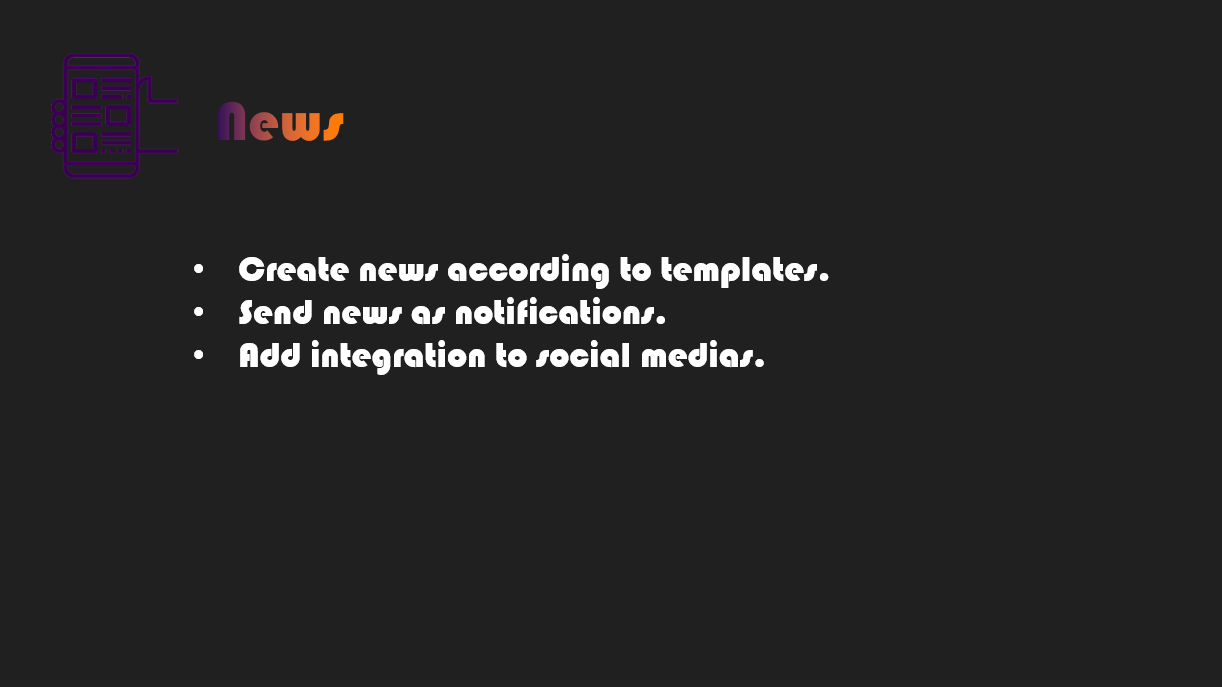 News
• Create news according to templates.
• Send news as notifications.
• Add integration to social medias.